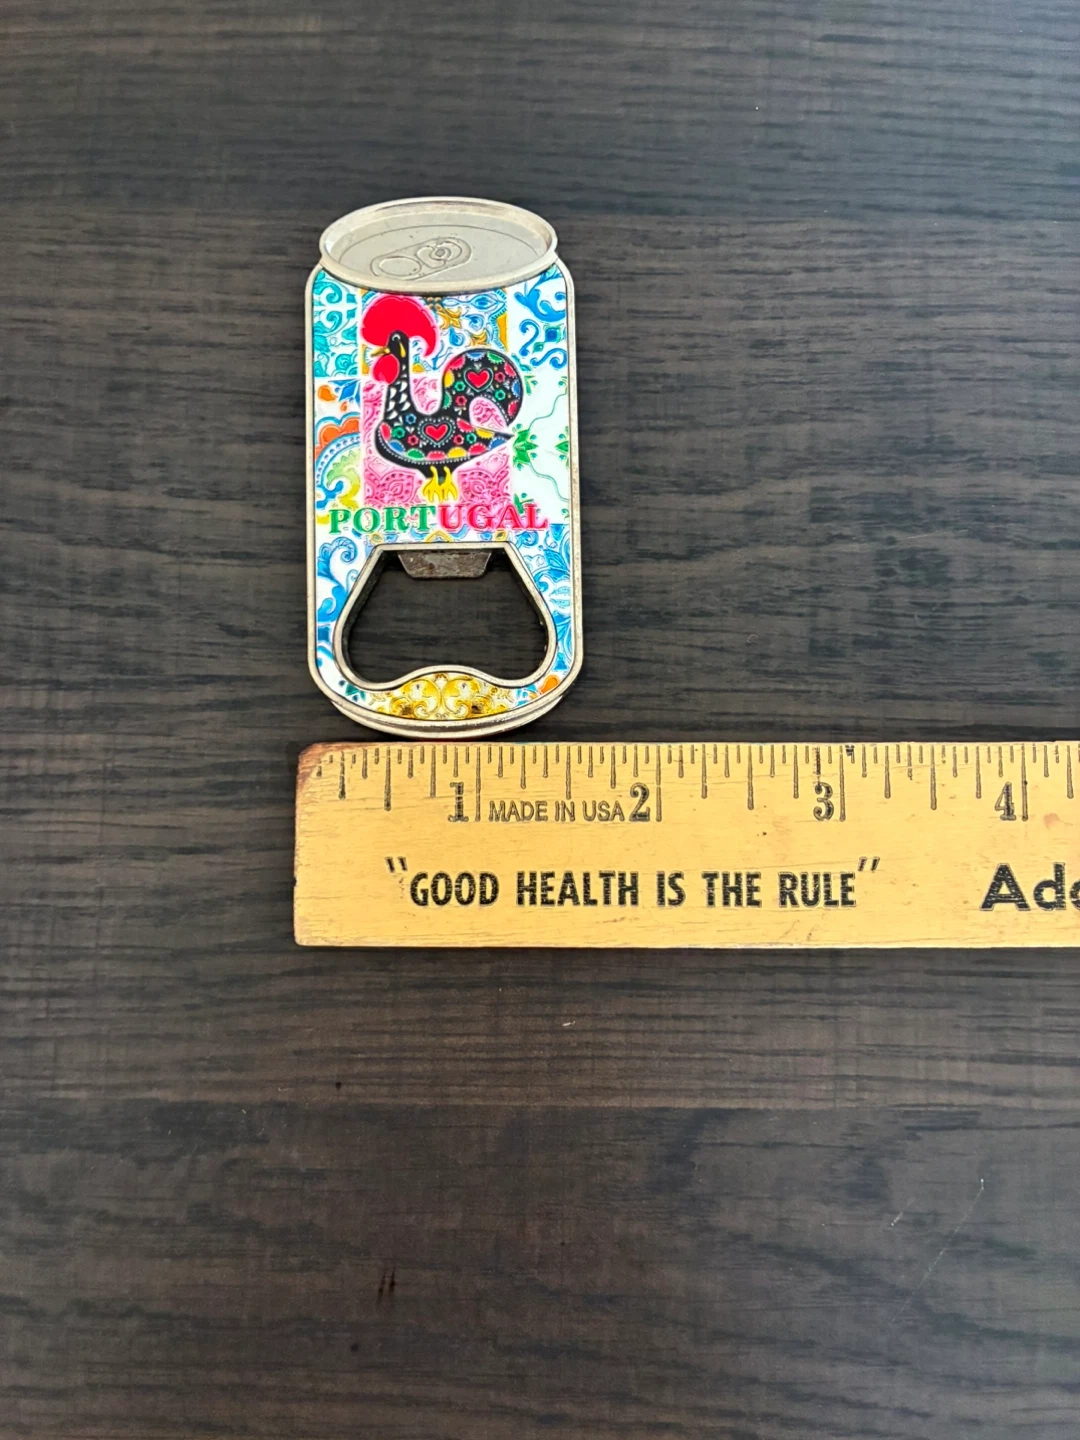 PORTUGAL
1 MADE IN USA 2 3 4
"GOOD HEALTH IS THE RULE"